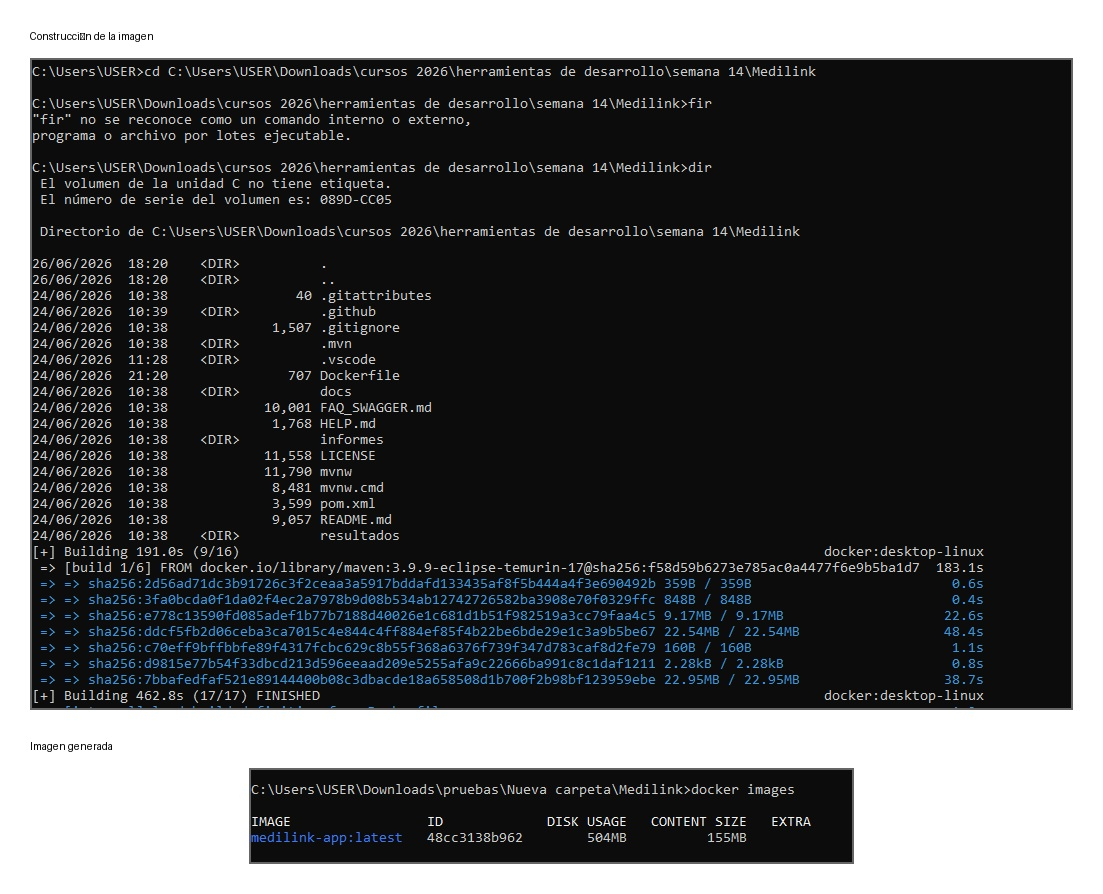 Construcción de la imagen
C:\Users\USER>cd C:\Users\USER\Downloads\cursos 2026\herramientas de desarrollo\semana 14\Medilink
C:\Users\USER\Downloads\cursos 2026\herramientas de desarrollo\semana 14\Medilink>fir
"fir" no se reconoce como un comando interno o externo,
programa o archivo por lotes ejecutable.
C:\Users\USER\Downloads\cursos 2026\herramientas de desarrollo\semana 14\Medilink>dir
El volumen de la unidad C no tiene etiqueta.
El número de serie del volumen es: 089D-CC05
Directorio de C:\Users\USER\Downloads\cursos 2026\herramientas de desarrollo\semana 14\Medilink
26/06/2026  18:20    <DIR>          .
26/06/2026  18:20    <DIR>          ..
24/06/2026  10:38                40 .gitattributes
24/06/2026  10:39    <DIR>          .github
24/06/2026  10:38             1,507 .gitignore
24/06/2026  10:38    <DIR>          .mvn
24/06/2026  11:28    <DIR>          .vscode
24/06/2026  21:20               707 Dockerfile
24/06/2026  10:38    <DIR>          docs
24/06/2026  10:38            10,001 FAQ_SWAGGER.md
24/06/2026  10:38             1,768 HELP.md
24/06/2026  10:38    <DIR>          informes
24/06/2026  10:38            11,558 LICENSE
24/06/2026  10:38            11,790 mvnw
24/06/2026  10:38             8,481 mvnw.cmd
24/06/2026  10:38             3,599 pom.xml
24/06/2026  10:38             9,057 README.md
24/06/2026  10:38    <DIR>          resultados
[+] Building 191.0s (9/16) docker:desktop-linux
=> [build 1/6] FROM docker.io/library/maven:3.9.9-eclipse-temurin-17@sha256:f58d59b6273e785ac0a4477f6e9b5ba1d7 183.1s
=> => sha256:2d56ad71dc3b91726c3f2ceaa3a5917bddafd133435af8f5b444a4f3e690492b 359B / 359B 0.6s
=> => sha256:3fa0bcda0f1da02f4ec2a7978b9d08b534ab12742726582ba3908e70f0329ffc 848B / 848B 0.4s
=> => sha256:e778c13590fd085adef1b77b7188d40026e1c681d1b51f982519a3cc79faa4c5 9.17MB / 9.17MB 22.6s
=> => sha256:ddcf5fb2d06ceba3ca7015c4e844c4ff884ef85f4b22be6bde29e1c3a9b5be67 22.54MB / 22.54MB 48.4s
=> => sha256:c70eff9bffbbfe89f4317fcbc629c8b55f368a6376f739f347d783caf8d2fe79 160B / 160B 1.1s
=> => sha256:d9815e77b54f33dbcd213d596eeaad209e5255afa9c22666ba991c8c1daf1211 2.28kB / 2.28kB 0.8s
=> => sha256:7bbafedfaf521e89144400b08c3dbacde18a658508d1b700f2b98bf123959ebe 22.95MB / 22.95MB 38.7s
[+] Building 462.8s (17/17) FINISHED docker:desktop-linux
Imagen generada
C:\Users\USER\Downloads\pruebas\Nueva carpeta\Medilink>docker images
IMAGE ID DISK USAGE CONTENT SIZE EXTRA
medilink-app:latest 48cc3138b962 504MB 155MB